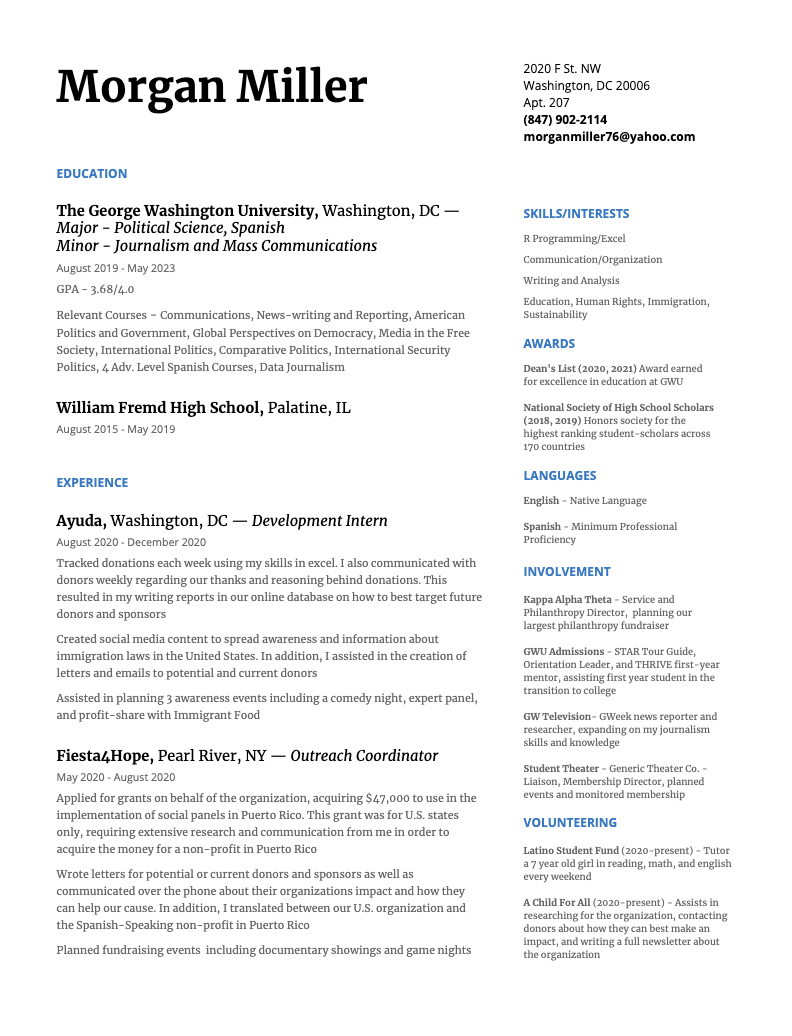 Morgan Miller
2020 F St. NW
Washington, DC 20006
Apt. 207
(847) 902-2114
morganmiller76@yahoo.com
EDUCATION
The George Washington University, Washington, DC —
Major – Political Science, Spanish
Minor – Journalism and Mass Communications
August 2019 - May 2023
GPA - 3.68/4.0
Relevant Courses – Communications, News-writing and Reporting, American
Politics and Government, Global Perspectives on Democracy, Media in the Free
Society, International Politics, Comparative Politics, International Security
Politics, 4 Adv. Level Spanish Courses, Data Journalism
William Fremd High School, Palatine, IL
August 2015 - May 2019
EXPERIENCE
Ayuda, Washington, DC — Development Intern
August 2020 - December 2020
Tracked donations each week using my skills in excel. I also communicated with
donors weekly regarding our thanks and reasoning behind donations. This
resulted in my writing reports in our online database on how to best target future
donors and sponsors
Created social media content to spread awareness and information about
immigration laws in the United States. In addition, I assisted in the creation of
letters and emails to potential and current donors
Assisted in planning 3 awareness events including a comedy night, expert panel,
and profit-share with Immigrant Food
Fiesta4Hope, Pearl River, NY — Outreach Coordinator
May 2020 - August 2020
Applied for grants on behalf of the organization, acquiring $47,000 to use in the
implementation of social panels in Puerto Rico. This grant was for U.S. states
only, requiring extensive research and communication from me in order to
acquire the money for a non-profit in Puerto Rico
Wrote letters for potential or current donors and sponsors as well as
communicated over the phone about their organizations impact and how they
can help our cause. In addition, I translated between our U.S. organization and
the Spanish-Speaking non-profit in Puerto Rico
Planned fundraising events including documentary showings and game nights
SKILLS/INTERESTS
R Programming/Excel
Communication/Organization
Writing and Analysis
Education, Human Rights, Immigration,
Sustainability
AWARDS
Dean's List (2020, 2021) Award earned
for excellence in education at GWU
National Society of High School Scholars
(2018, 2019) Honors society for the
highest ranking student-scholars across
170 countries
LANGUAGES
English - Native Language
Spanish - Minimum Professional
Proficiency
INVOLVEMENT
Kappa Alpha Theta - Service and
Philanthropy Director, planning our
largest philanthropy fundraiser
GWU Admissions - STAR Tour Guide,
Orientation Leader, and THRIVE first-year
mentor, assisting first year student in the
transition to college
GW Television- GWeek news reporter and
researcher, expanding on my journalism
skills and knowledge
Student Theater - Generic Theater Co. -
Liaison, Membership Director, planned
events and monitored membership
VOLUNTEERING
Latino Student Fund (2020-present) - Tutor
a 7 year old girl in reading, math, and english
every weekend
A Child For All (2020-present) - Assists in
researching for the organization, contacting
donors about how they can best make an
impact, and writing a full newsletter about
the organization